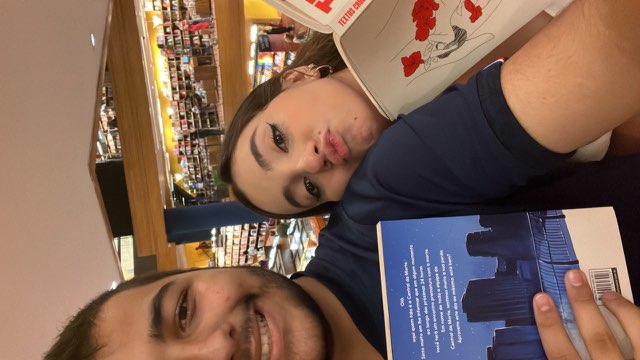 Olá,
aqui quem fala é a Central da Morte.
Sinto muito em lhe informar que em algum momento
ao longo das próximas 24 horas
você terá um encontro prematuro com a morte.
Em nome de toda a equipe da
Central da Morte, sentimos muito a sua perda.
Aproveite este dia ao máximo, está bem?
TEXTOS CRU